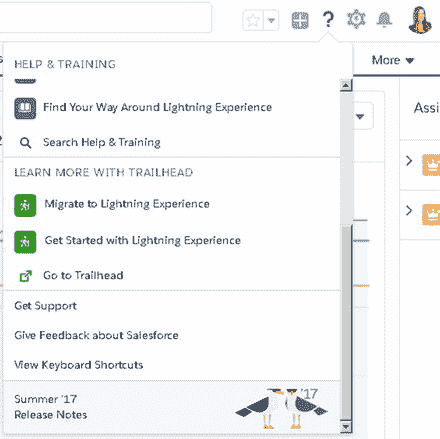 ?
More
HELP & TRAINING
Assi
Find Your Way Around Lightning Experience
Search Help & Training
LEARN MORE WITH TRAILHEAD
Migrate to Lightning Experience
Get Started with Lightning Experience
Go to Trailhead
Get Support
Give Feedback about Salesforce
View Keyboard Shortcuts
Summer '17
Release Notes
'17